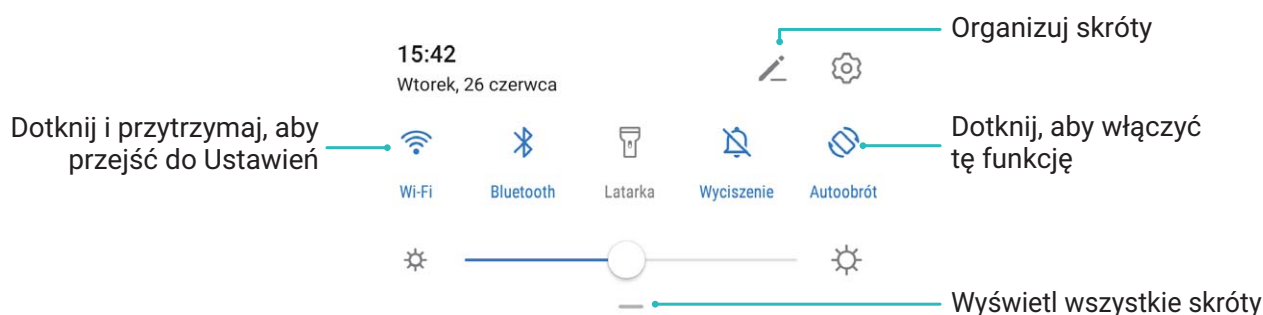 Organizuj skróty
15:42
Wtorek, 26 czerwca
Dotknij i przytrzymaj, aby
przejść do Ustawień
Dotknij, aby włączyć
tę funkcję
Wi-Fi
Bluetooth
Latarka
Wyciszenie
Autoobrót
Wyświetl wszystkie skróty